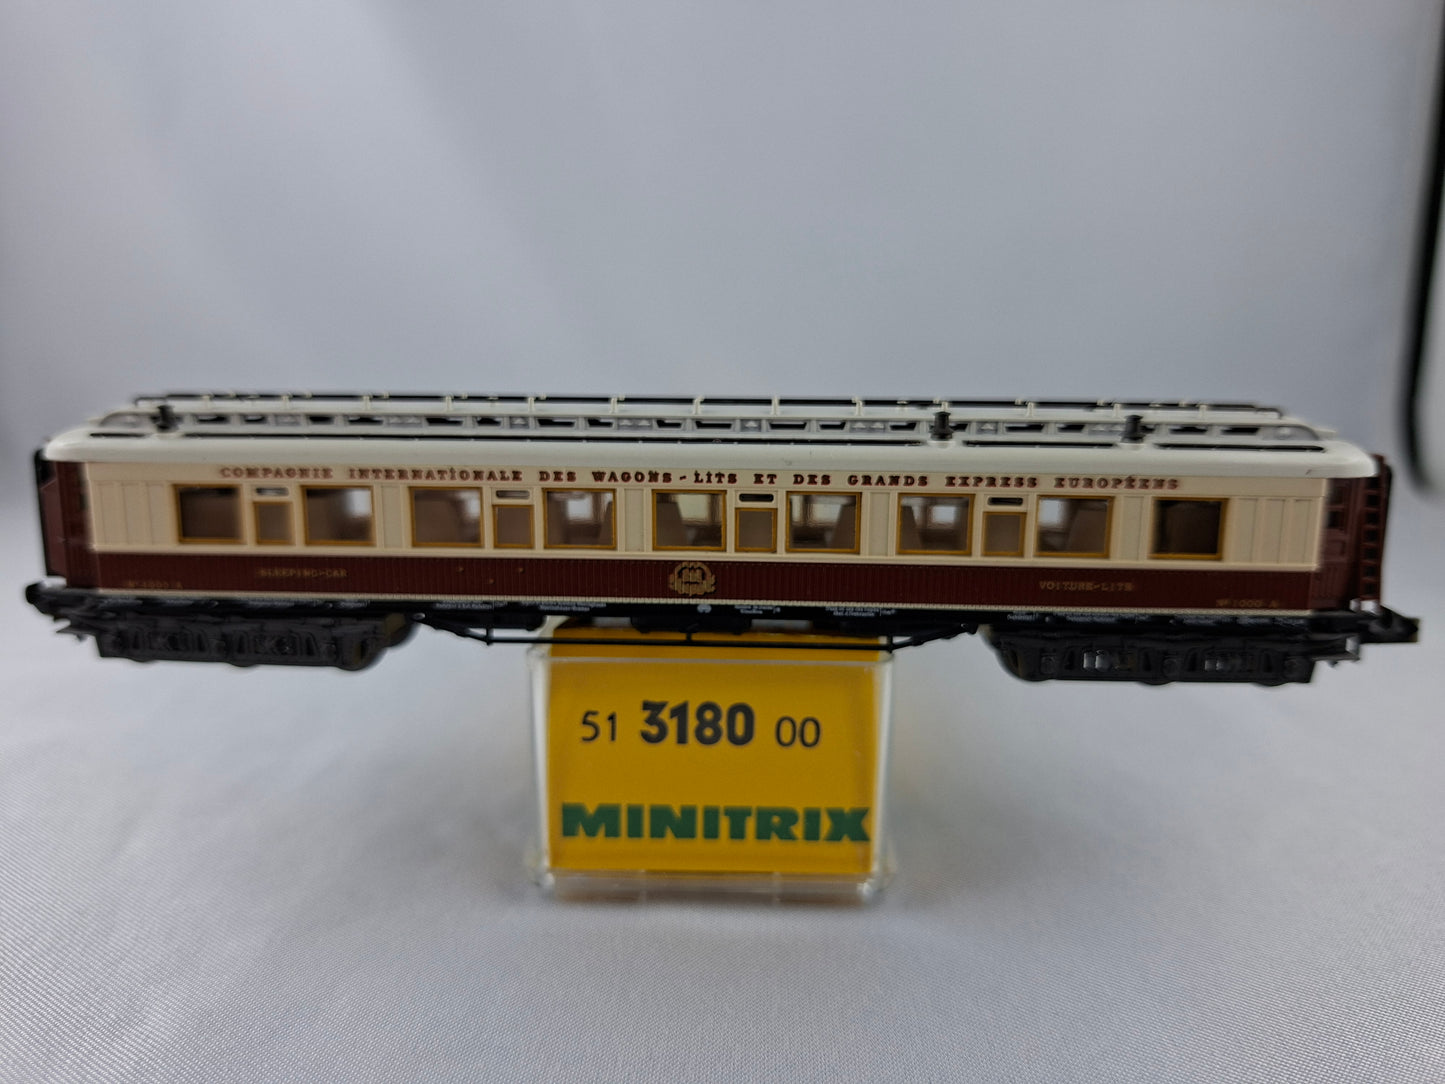 COMPAGNIE INTERNATIONALE DES WAGONS-LITS ET DES GRANDS EXPRESS EUROPÉENS
SLEEPING-CAR VOITURE-LITS
51 3180 00
MINITRIX